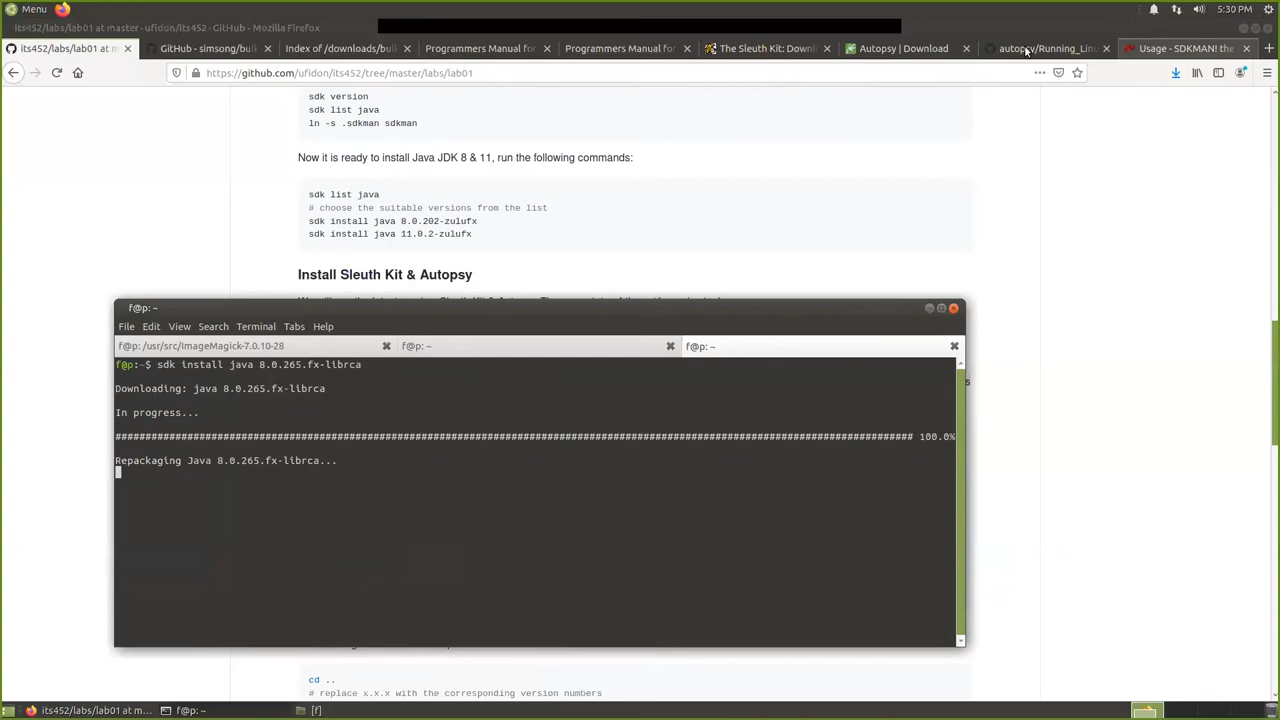 Menu
5:30 PM
its452/labs/lab01 at master · ufidon/its452 · GitHub - Mozilla Firefox
its452/labs/lab01 at m
GitHub - simsong/bulk
Index of /downloads/bulk
Programmers Manual for
Programmers Manual for
The Sleuth Kit: Downl
Autopsy | Download
autopsy/Running_Linu
Usage - SDKMAN! the
https://github.com/ufidon/its452/tree/master/labs/lab01
sdk version
sdk list java
ln -s .sdkman sdkman
Now it is ready to install Java JDK 8 & 11, run the following commands:
sdk list java
# choose the suitable versions from the list
sdk install java 8.0.202-zulufx
sdk install java 11.0.2-zulufx
Install Sleuth Kit & Autopsy
f@p: ~
File Edit View Search Terminal Tabs Help
f@p: /usr/src/ImageMagick-7.0.10-28
f@p: ~
f@p: ~
f@p:~$ sdk install java 8.0.265.fx-librca
Downloading: java 8.0.265.fx-librca
In progress...
######################################################################################################################################### 100.0%
Repackaging Java 8.0.265.fx-librca...
cd ..
# replace x.x.x with the corresponding version numbers
its452/labs/lab01 at m...
f@p: ~
[f]